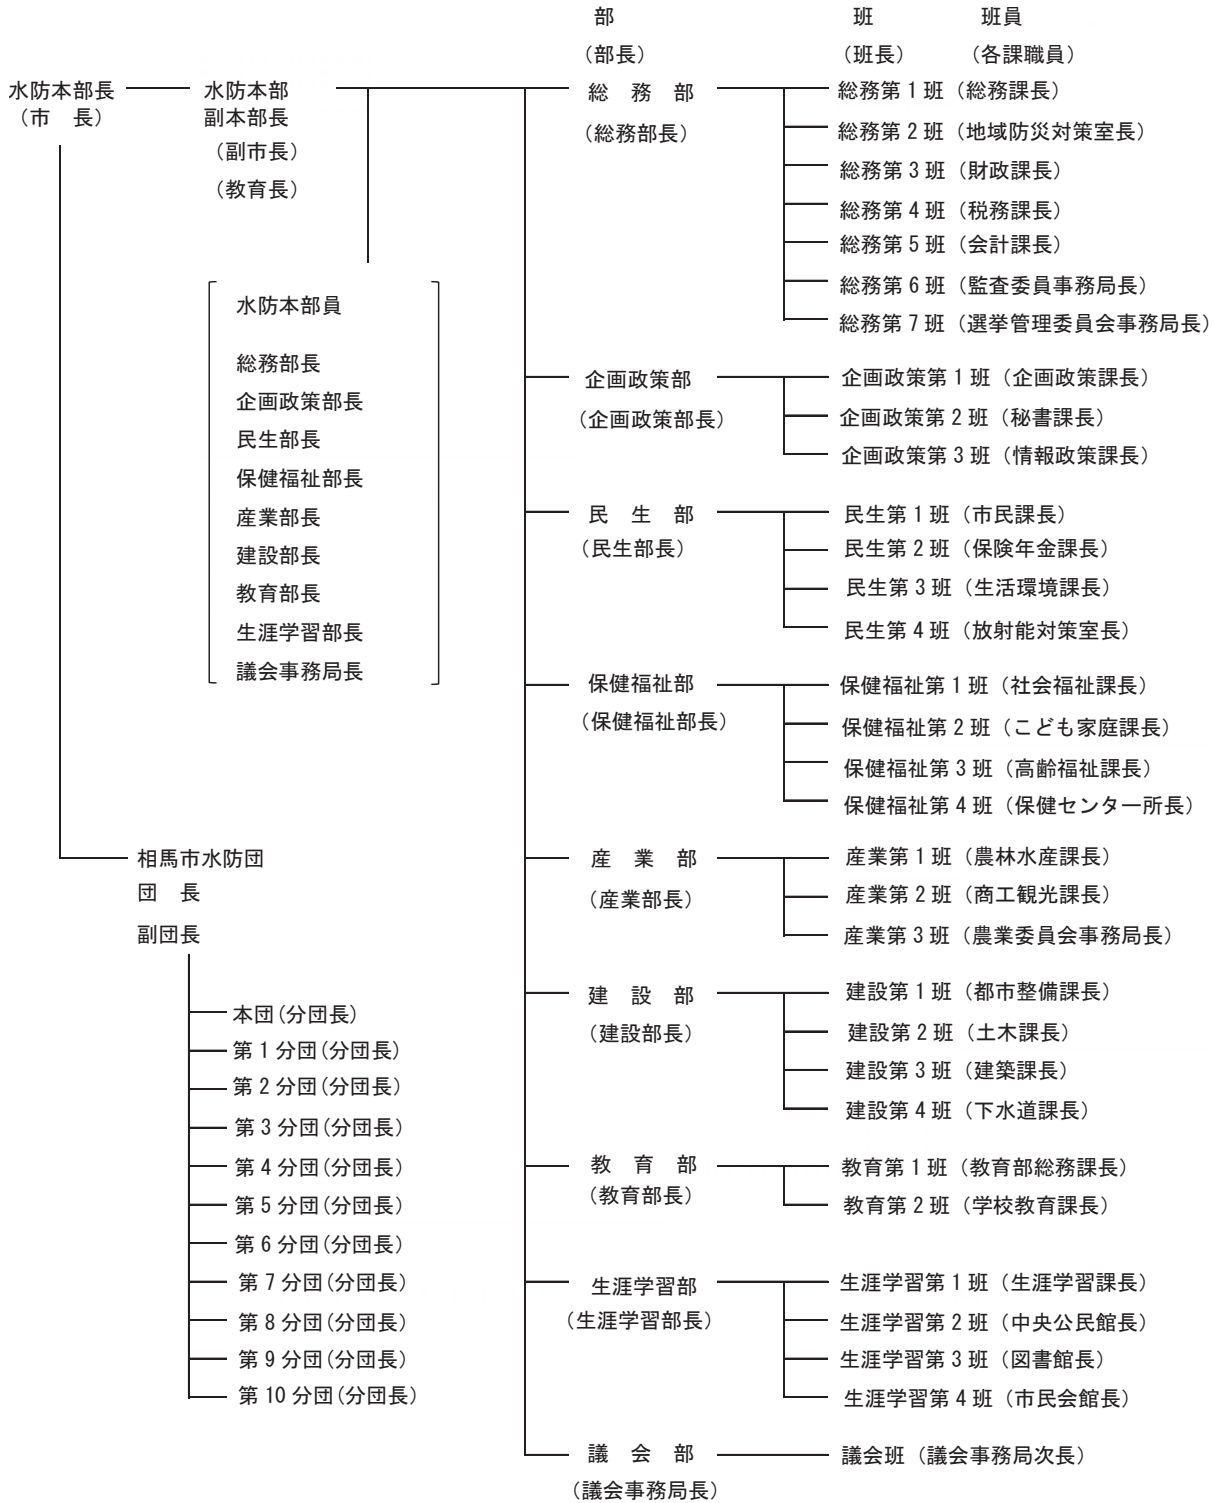 部　班　班員
（部長）（班長）（各課職員）
水防本部長
（市　長）
水防本部
副本部長
（副市長）
（教育長）
水防本部員
総務部長
企画政策部長
民生部長
保健福祉部長
産業部長
建設部長
教育部長
生涯学習部長
議会事務局長
相馬市水防団
団　長
副団長
本団(分団長)
第１分団(分団長)
第２分団(分団長)
第３分団(分団長)
第４分団(分団長)
第５分団(分団長)
第６分団(分団長)
第７分団(分団長)
第８分団(分団長)
第９分団(分団長)
第10分団(分団長)
総　務　部
（総務部長）
総務第１班（総務課長）
総務第２班（地域防災対策室長）
総務第３班（財政課長）
総務第４班（税務課長）
総務第５班（会計課長）
総務第６班（監査委員事務局長）
総務第７班（選挙管理委員会事務局長）
企画政策部
（企画政策部長）
企画政策第１班（企画政策課長）
企画政策第２班（秘書課長）
企画政策第３班（情報政策課長）
民　生　部
（民生部長）
民生第１班（市民課長）
民生第２班（保険年金課長）
民生第３班（生活環境課長）
民生第４班（放射能対策室長）
保健福祉部
（保健福祉部長）
保健福祉第１班（社会福祉課長）
保健福祉第２班（こども家庭課長）
保健福祉第３班（高齢福祉課長）
保健福祉第４班（保健センター所長）
産　業　部
（産業部長）
産業第１班（農林水産課長）
産業第２班（商工観光課長）
産業第３班（農業委員会事務局長）
建　設　部
（建設部長）
建設第１班（都市整備課長）
建設第２班（土木課長）
建設第３班（建築課長）
建設第４班（下水道課長）
教　育　部
（教育部長）
教育第１班（教育部総務課長）
教育第２班（学校教育課長）
生涯学習部
（生涯学習部長）
生涯学習第１班（生涯学習課長）
生涯学習第２班（中央公民館長）
生涯学習第３班（図書館長）
生涯学習第４班（市民会館長）
議　会　部
（議会事務局長）
議会班（議会事務局次長）